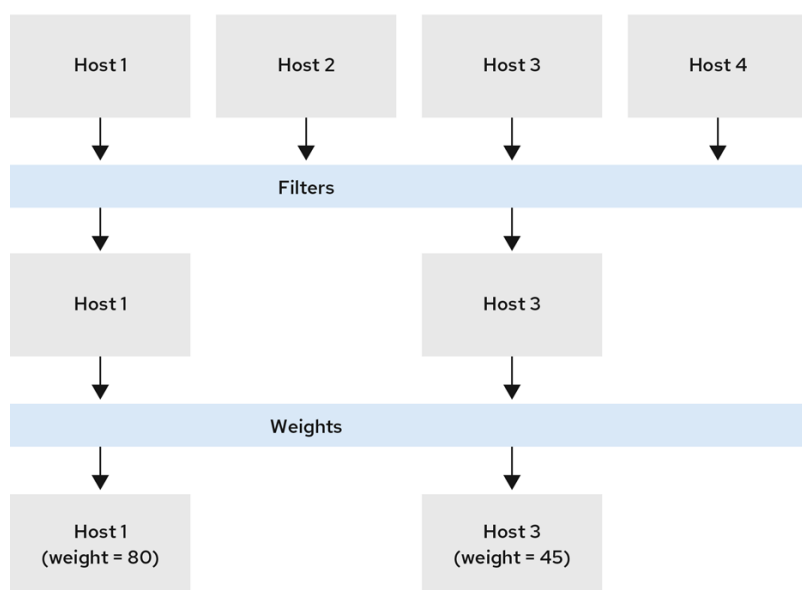 Host 1
Host 2
Host 3
Host 4
Filters
Host 1
Host 3
Weights
Host 1
(weight = 80)
Host 3
(weight = 45)